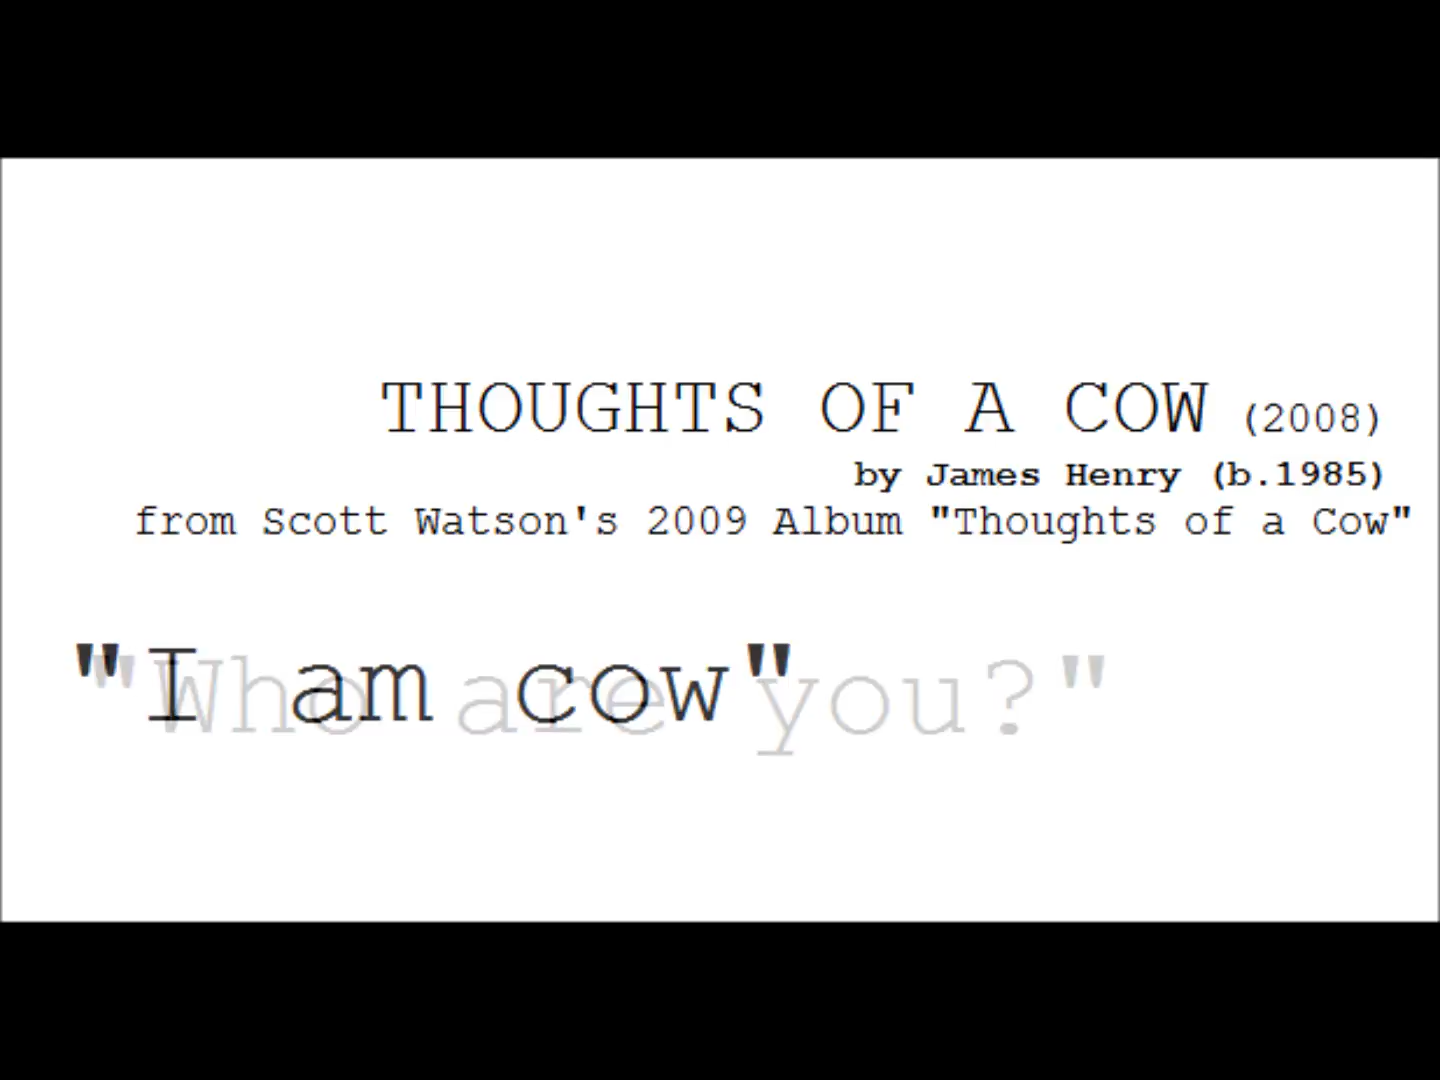 THOUGHTS OF A COW (2008)
by James Henry (b.1985)
from Scott Watson's 2009 Album "Thoughts of a Cow"
"I am cow"
"Who are you?"